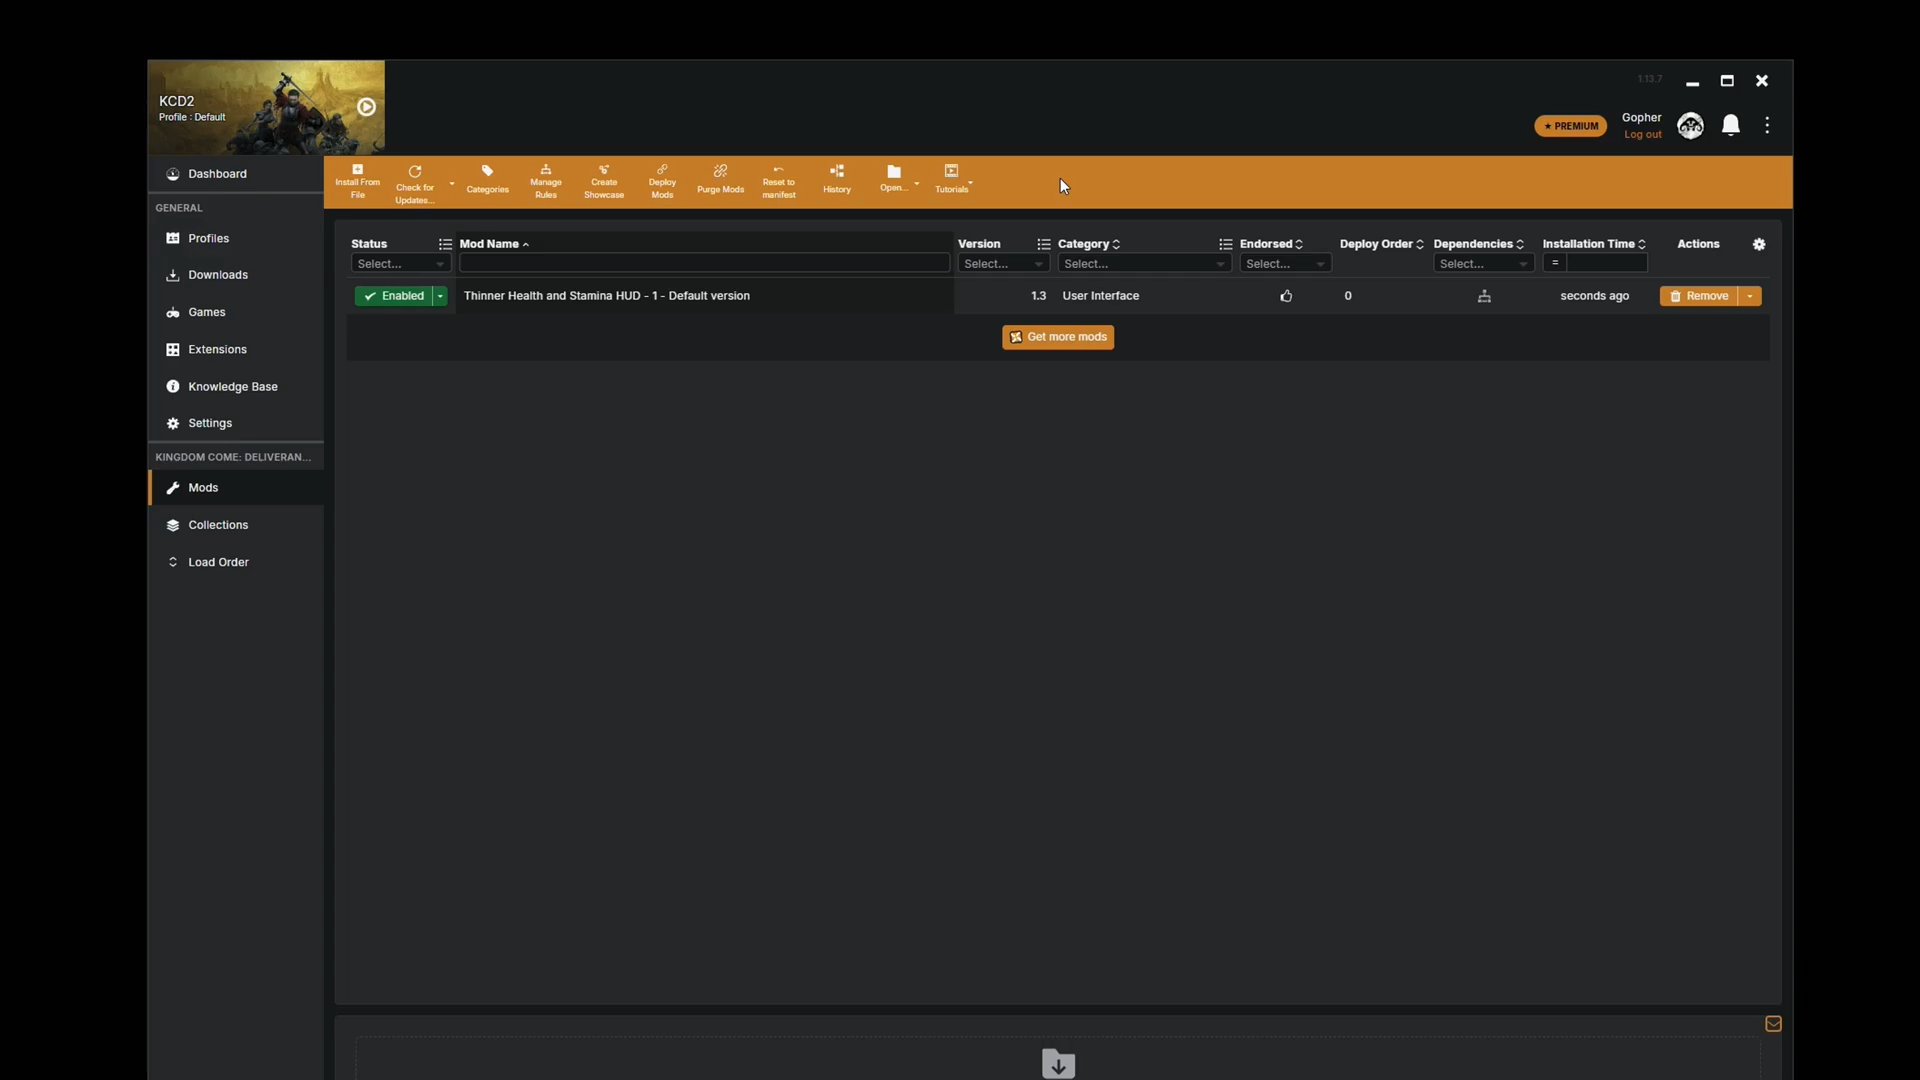 1.13.7
KCD2
Profile : Default
★ PREMIUM
Gopher
Log out
Dashboard
GENERAL
Profiles
Downloads
Games
Extensions
Knowledge Base
Settings
KINGDOM COME: DELIVERAN...
Mods
Collections
Load Order
Install From
File
Check for
Updates...
Categories
Manage
Rules
Create
Showcase
Deploy
Mods
Purge Mods
Reset to
manifest
History
Open...
Tutorials
Status
Mod Name
Version
Category
Endorsed
Deploy Order
Dependencies
Installation Time
Actions
Select...
Select...
Select...
Select...
Select...
=
Enabled
Thinner Health and Stamina HUD - 1 - Default version
1.3
User Interface
0
seconds ago
Remove
Get more mods